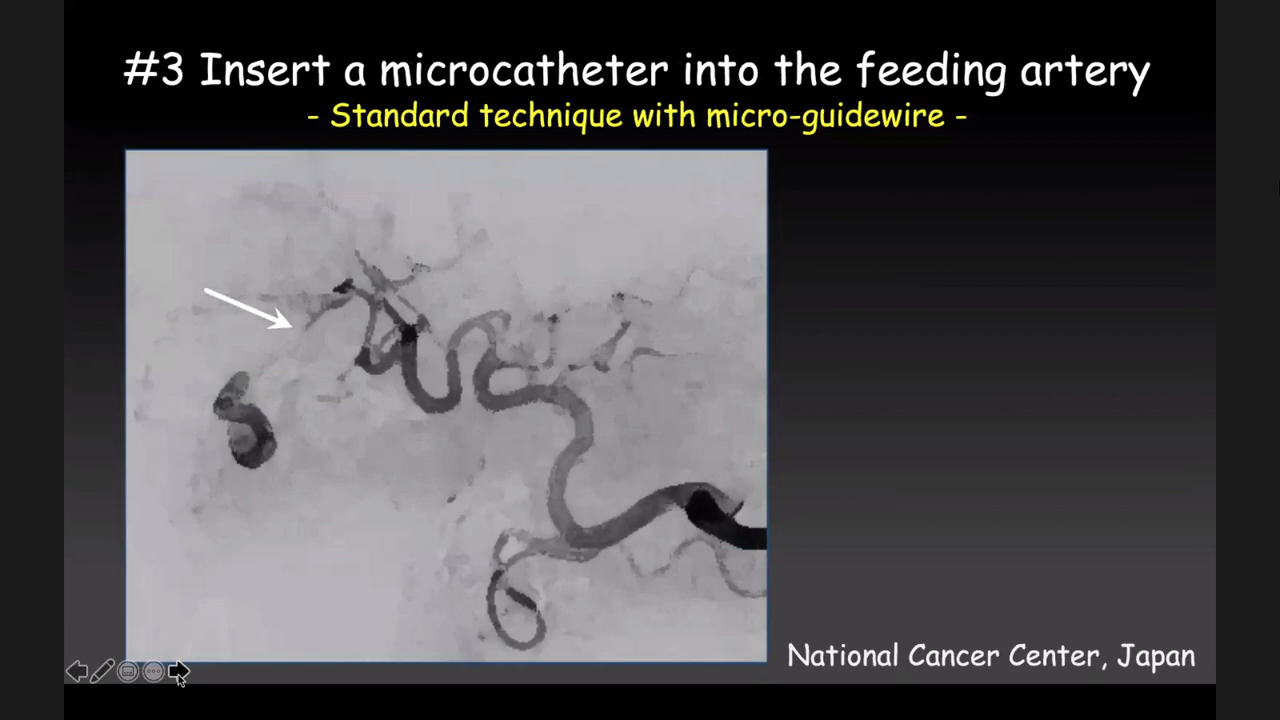 #3 Insert a microcatheter into the feeding artery
- Standard technique with micro-guidewire -
National Cancer Center, Japan